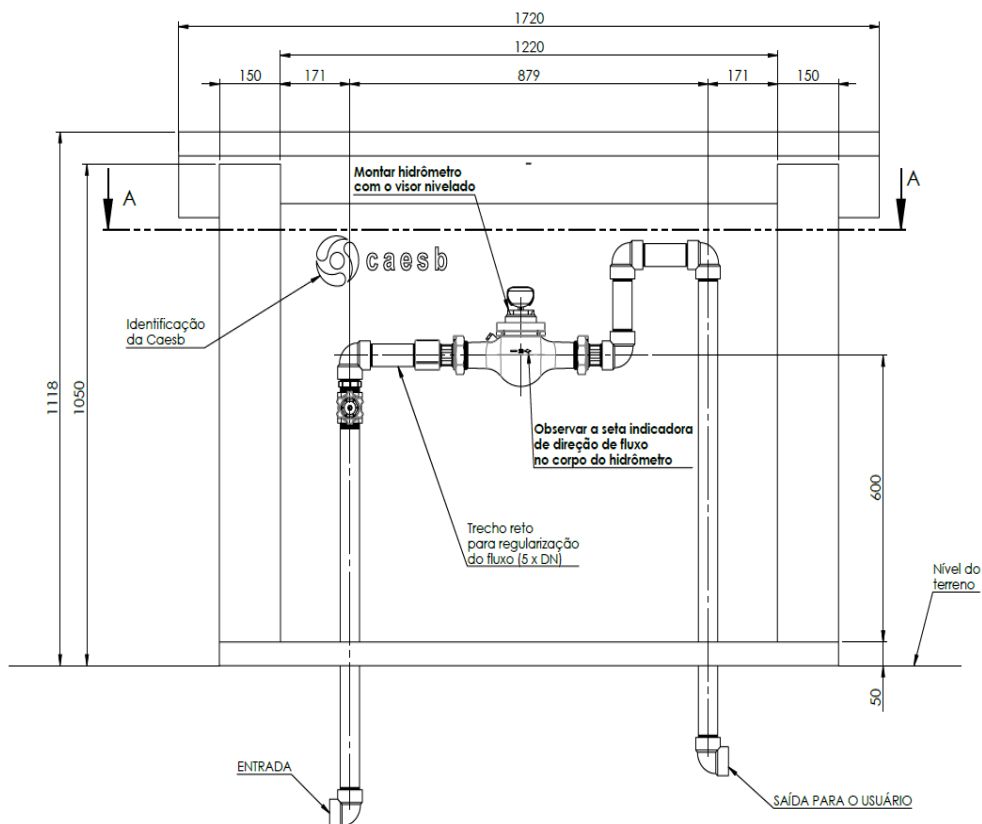 1720
1220
150
171
879
171
150
Montar hidrômetro
com o visor nivelado
A
A
caesb
Identificação
da Caesb
1118
1050
Observar a seta indicadora
de direção de fluxo
no corpo do hidrômetro
600
Trecho reto
para regularização
do fluxo (5 x DN)
Nível do
terreno
50
ENTRADA
SAÍDA PARA O USUÁRIO